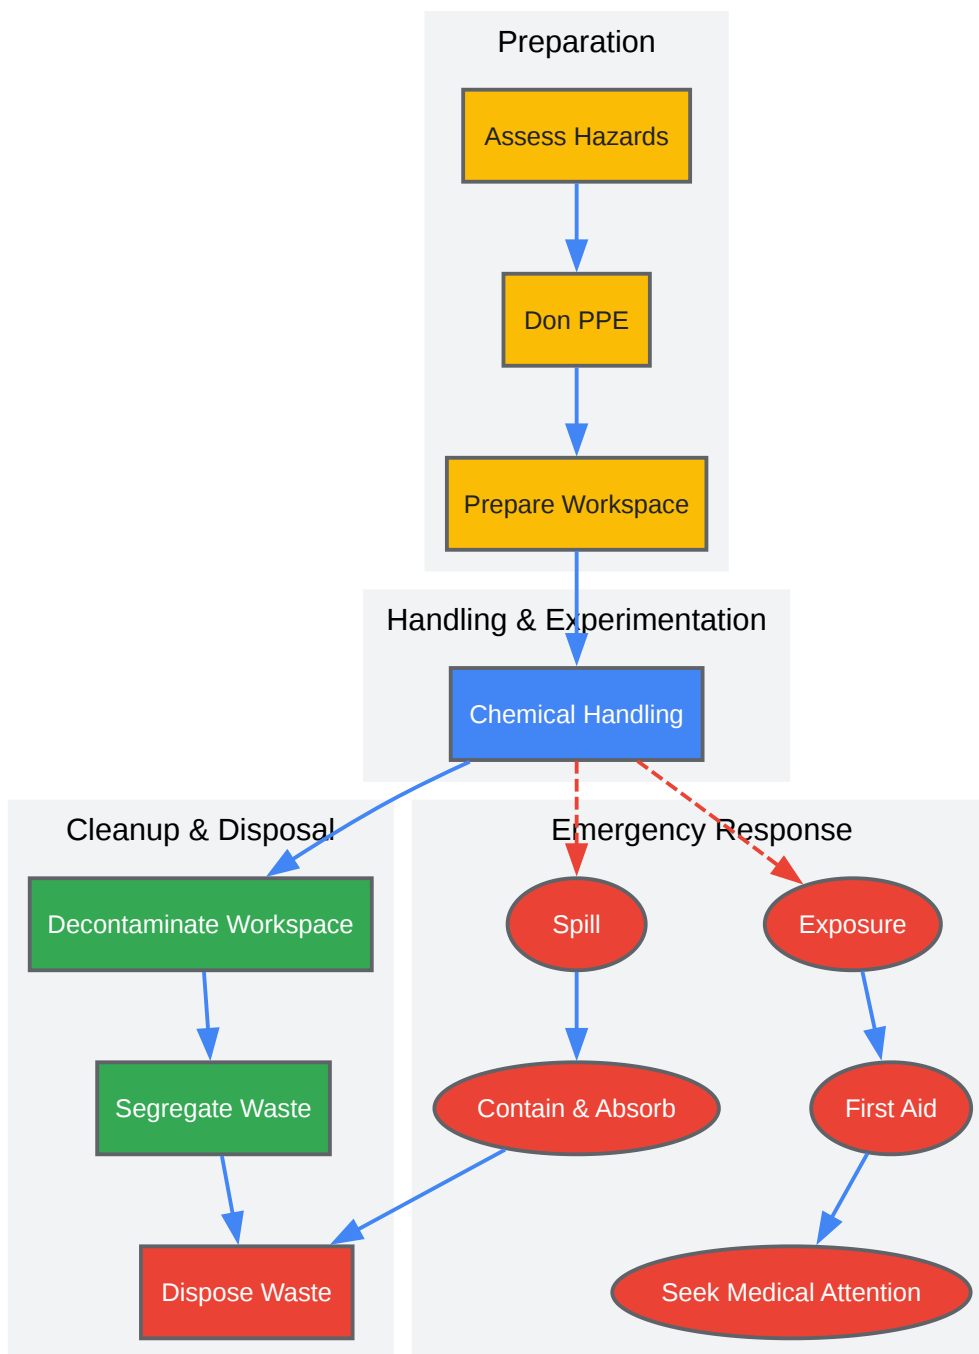 Preparation
Assess Hazards
Don PPE
Prepare Workspace
Handling & Experimentation
Chemical Handling
Cleanup & Disposal
Emergency Response
Decontaminate Workspace
Spill
Exposure
Segregate Waste
Contain & Absorb
First Aid
Dispose Waste
Seek Medical Attention